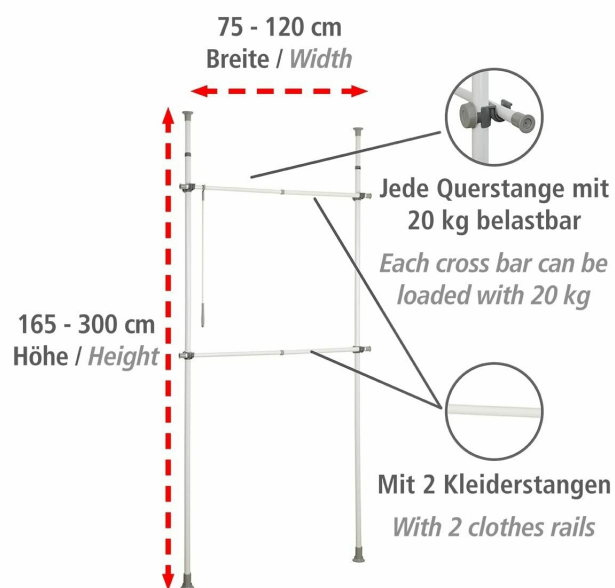 75 - 120 cm
Breite / Width
Jede Querstange mit
20 kg belastbar
Each cross bar can be
loaded with 20 kg
165 - 300 cm
Höhe / Height
Mit 2 Kleiderstangen
With 2 clothes rails